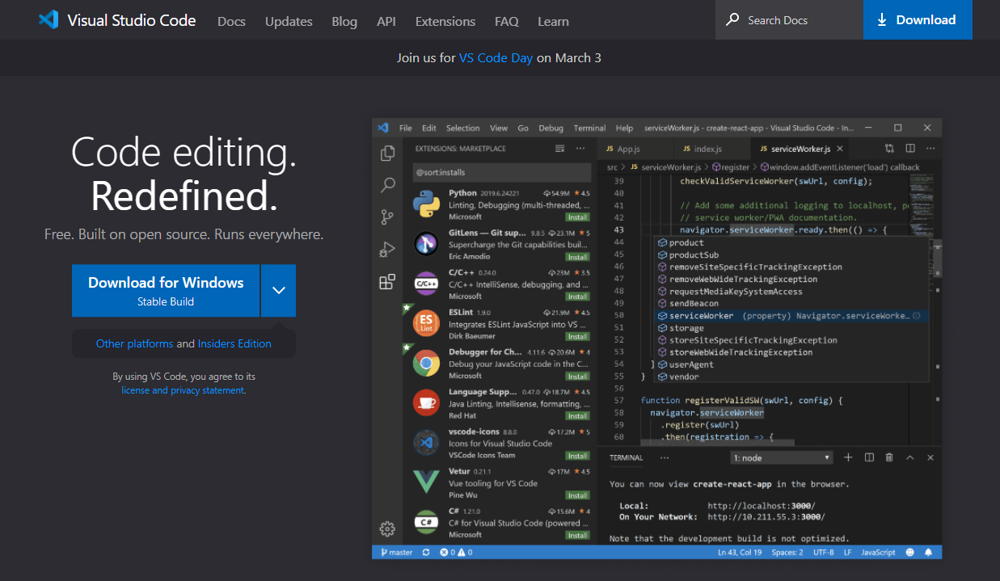 Visual Studio Code Docs Updates Blog API Extensions FAQ Learn Search Docs Download
Join us for VS Code Day on March 3
Code editing.
Redefined.
Free. Built on open source. Runs everywhere.
Download for Windows
Stable Build
Other platforms and Insiders Edition
By using VS Code, you agree to its
license and privacy statement.
File Edit Selection View Go Debug Terminal Help serviceWorker.js - create-react-app - Visual Studio Code - In...
EXTENSIONS: MARKETPLACE
@sort:installs
Python 2019.6.24221 54.9M 4.5
Linting, Debugging (multi-threaded, ...
Microsoft Install
GitLens — Git sup... 9.8.5 23.1M 5
Supercharge the Git capabilities buil...
Eric Amodio Install
C/C++ 0.24.0 23M 3.5
C/C++ IntelliSense, debugging, and ...
Microsoft Install
ESLint 1.9.0 21.9M 4.5
Integrates ESLint JavaScript into VS ...
Dirk Baeumer Install
Debugger for Ch... 4.11.6 20.6M 4
Debug your JavaScript code in the C...
Microsoft Install
Language Supp... 0.47.0 18.7M 4.5
Java Linting, Intellisense, formatting, ...
Red Hat Install
vscode-icons 8.8.0 17.2M 5
Icons for Visual Studio Code
VSCode Icons Team Install
Vetur 0.21.1 17M 4.5
Vue tooling for VS Code
Pine Wu Install
C# 1.21.0 15.6M 4
C# for Visual Studio Code (powered ...
Microsoft Install
C/C++
ES
Lint
C#
JS App.js JS index.js JS serviceWorker.js
src > JS serviceWorker.js > register > window.addEventListener('load') callback
39 checkValidServiceWorker(swUrl, config);
40
41 // Add some additional logging to localhost, p
42 // service worker/PWA documentation.
43 navigator.serviceWorker.ready.then(() => {
44 product
45 productSub
46 removeSiteSpecificTrackingException
47 removeWebWideTrackingException
48 requestMediaKeySystemAccess
49 sendBeacon
50 serviceWorker (property) Navigator.serviceWorke...
51 storage
52 storeSiteSpecificTrackingException
53 storeWebWideTrackingException
54 ] userAgent
55 } vendor
56
57 function registerValidSW(swUrl, config) {
58 navigator.serviceWorker
59 .register(swUrl)
60 .then(registration => {
TERMINAL ... 1: node
You can now view create-react-app in the browser.
Local: http://localhost:3000/
On Your Network: http://10.211.55.3:3000/
Note that the development build is not optimized.
master 0 0 Ln 43, Col 19 Spaces: 2 UTF-8 LF JavaScript